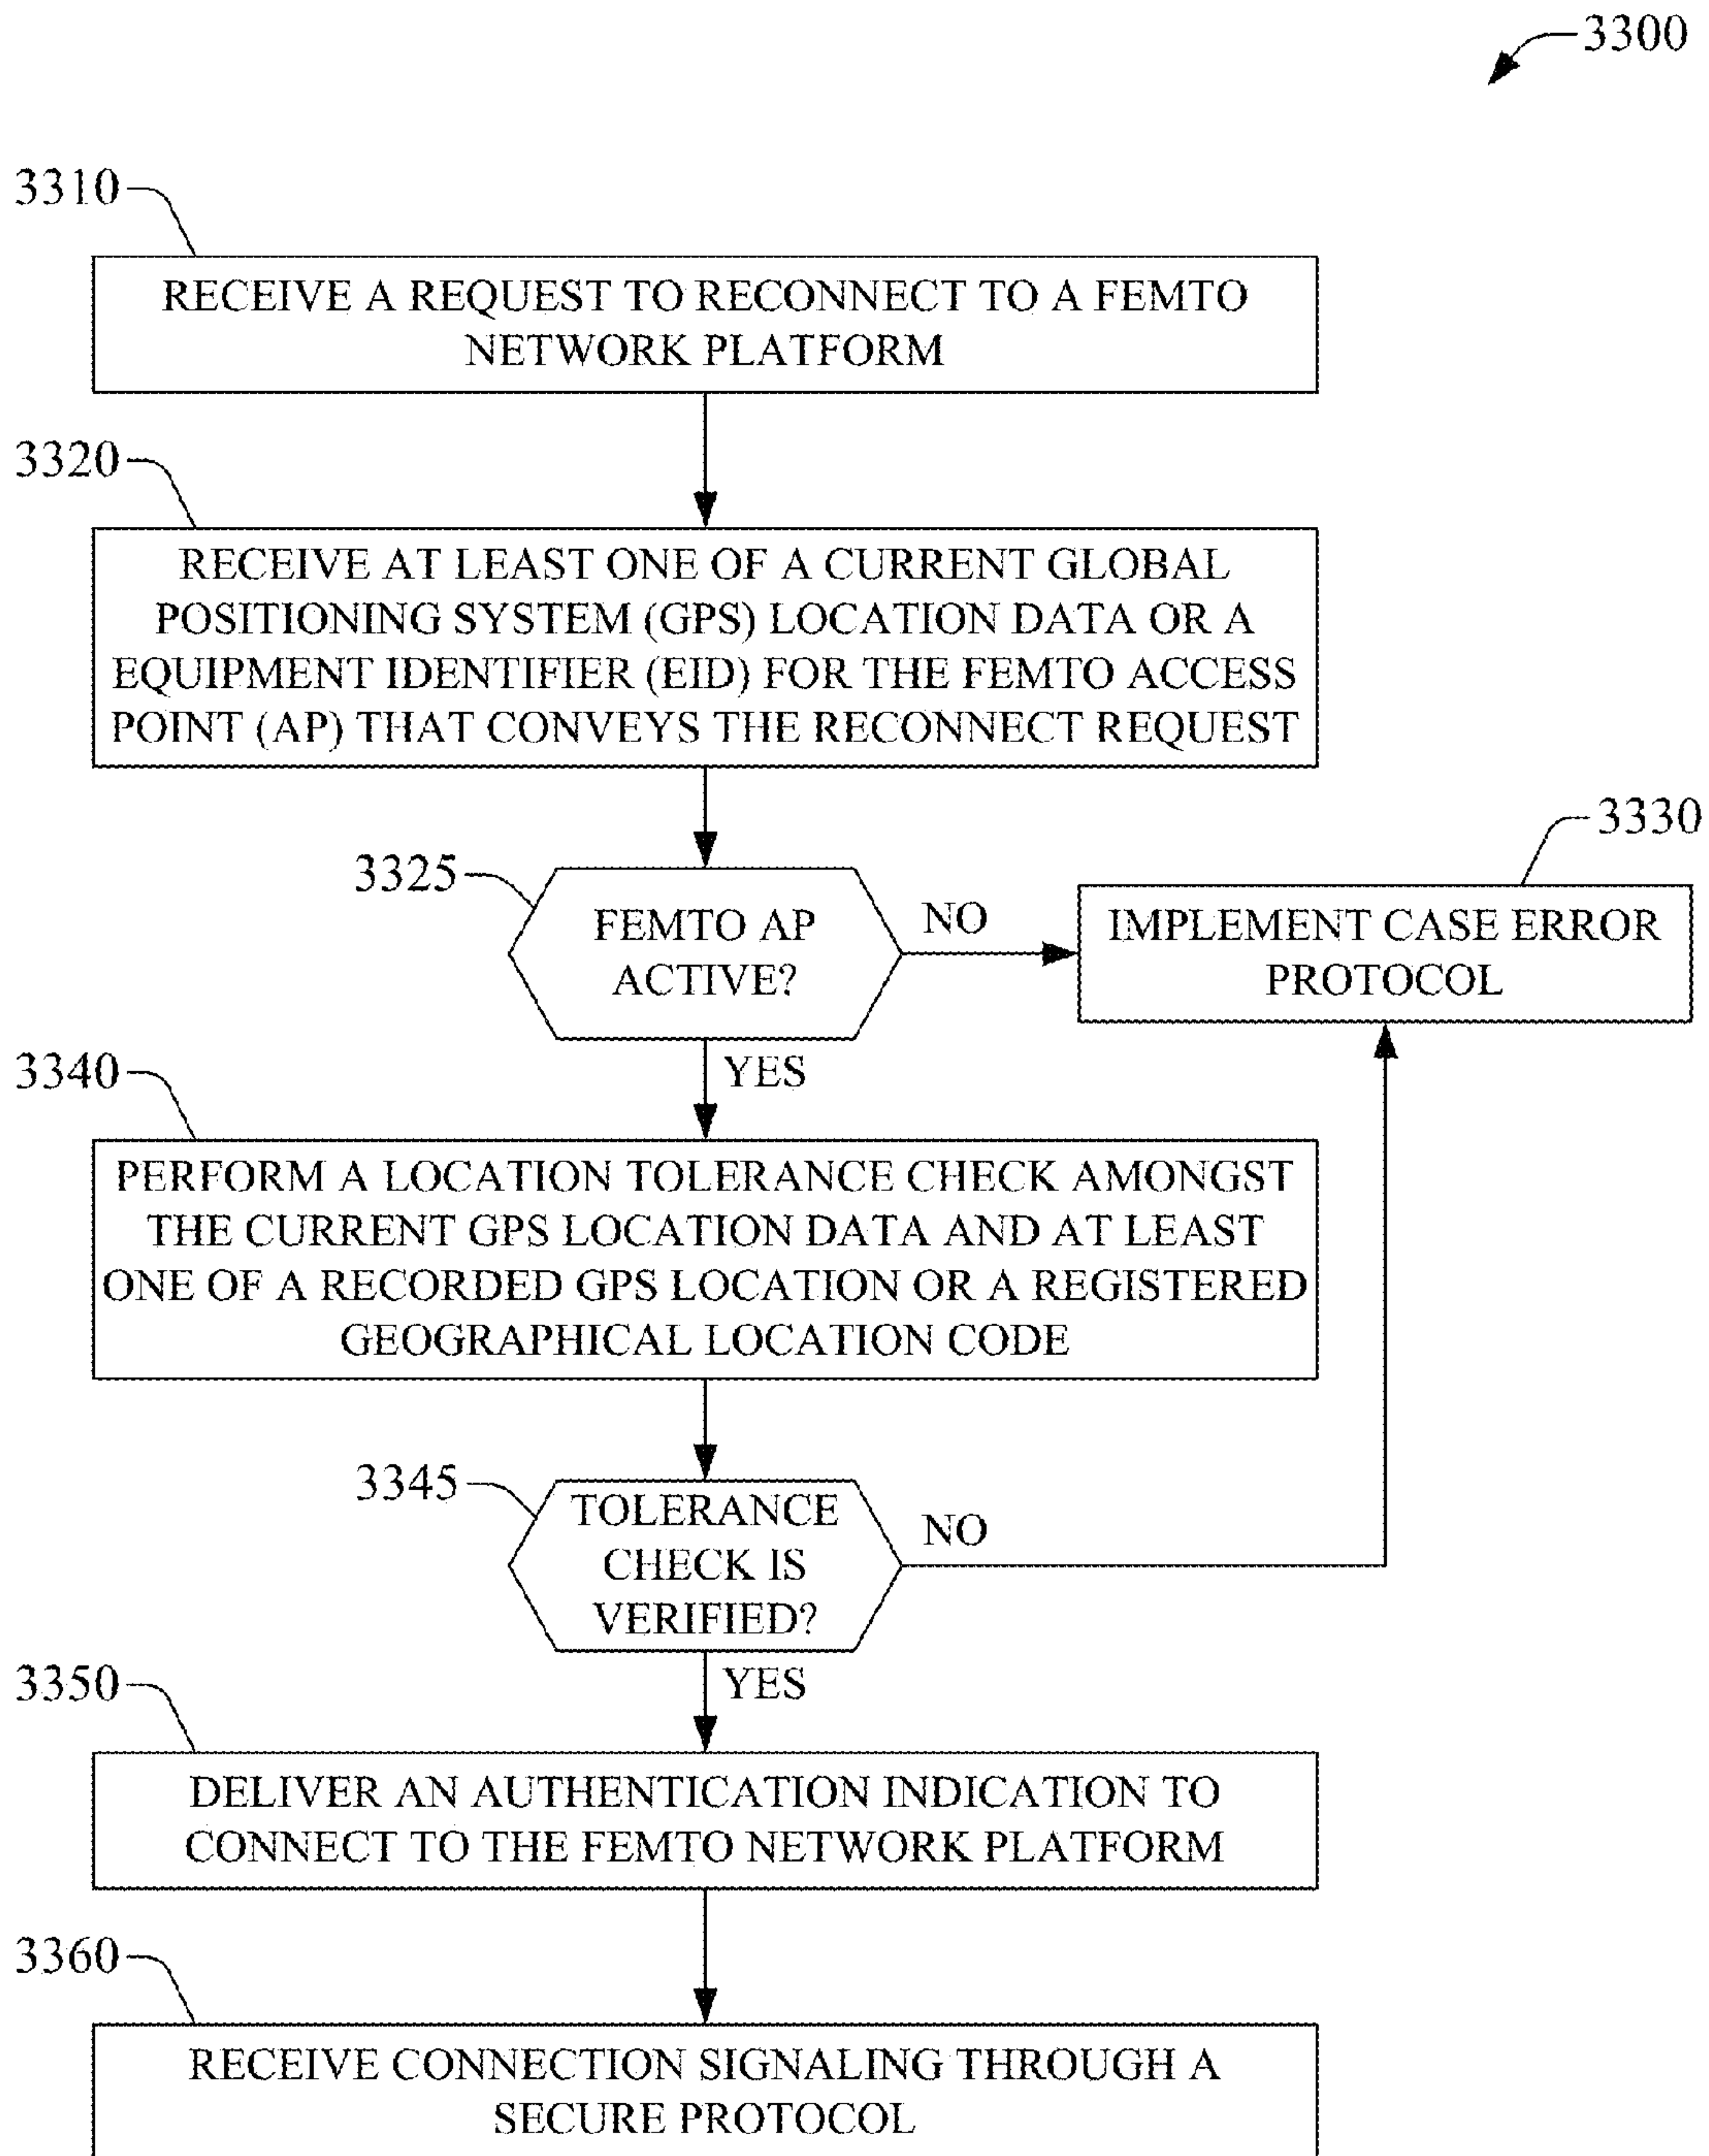 3300
3310
RECEIVE A REQUEST TO RECONNECT TO A FEMTO
NETWORK PLATFORM
3320
RECEIVE AT LEAST ONE OF A CURRENT GLOBAL
POSITIONING SYSTEM (GPS) LOCATION DATA OR A
EQUIPMENT IDENTIFIER (EID) FOR THE FEMTO ACCESS
POINT (AP) THAT CONVEYS THE RECONNECT REQUEST
3325
FEMTO AP
ACTIVE?
NO
3330
IMPLEMENT CASE ERROR
PROTOCOL
YES
3340
PERFORM A LOCATION TOLERANCE CHECK AMONGST
THE CURRENT GPS LOCATION DATA AND AT LEAST
ONE OF A RECORDED GPS LOCATION OR A REGISTERED
GEOGRAPHICAL LOCATION CODE
3345
TOLERANCE
CHECK IS
VERIFIED?
NO
YES
3350
DELIVER AN AUTHENTICATION INDICATION TO
CONNECT TO THE FEMTO NETWORK PLATFORM
3360
RECEIVE CONNECTION SIGNALING THROUGH A
SECURE PROTOCOL